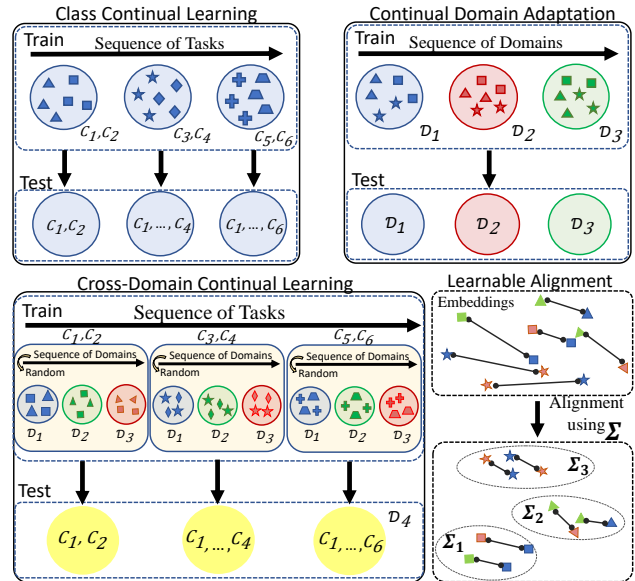 Class Continual Learning
Train
Sequence of Tasks
C1,C2
C3,C4
C5,C6
Test
C1,C2
C1,...,C4
C1,...,C6
Continual Domain Adaptation
Train
Sequence of Domains
D1
D2
D3
Test
D1
D2
D3
Cross-Domain Continual Learning
Train
Sequence of Tasks
C1,C2
C3,C4
C5,C6
Sequence of Domains
Random
D1
D2
D3
Sequence of Domains
Random
D1
D2
D3
Sequence of Domains
Random
D1
D2
D3
Test
D4
C1, C2
C1,...,C4
C1,...,C6
Learnable Alignment
Embeddings
Alignment
using Σ
Σ3
Σ2
Σ1